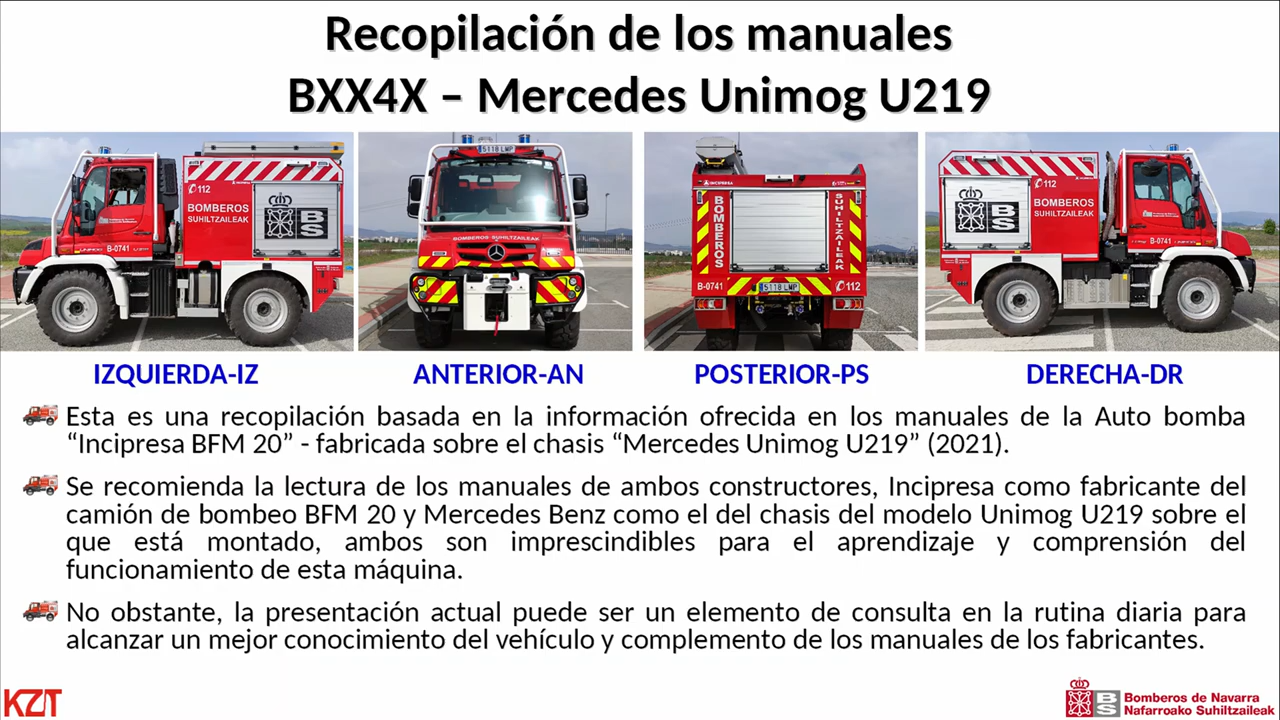 Recopilación de los manuales
BXX4X – Mercedes Unimog U219
112
BOMBEROS
SUHILTZAILEAK
BS
B-0741
5118 LWP
BOMBEROS SUHILTZAILEAK
INCIPRESA
BOMBEROS
SUHILTZAILEAK
B-0741
5118 LWP
112
112
BOMBEROS
SUHILTZAILEAK
BS
B-0741
IZQUIERDA-IZ
ANTERIOR-AN
POSTERIOR-PS
DERECHA-DR
Esta es una recopilación basada en la información ofrecida en los manuales de la Auto bomba
“Incipresa BFM 20” - fabricada sobre el chasis “Mercedes Unimog U219” (2021).
Se recomienda la lectura de los manuales de ambos constructores, Incipresa como fabricante del
camión de bombeo BFM 20 y Mercedes Benz como el del chasis del modelo Unimog U219 sobre el
que está montado, ambos son imprescindibles para el aprendizaje y comprensión del
funcionamiento de esta máquina.
No obstante, la presentación actual puede ser un elemento de consulta en la rutina diaria para
alcanzar un mejor conocimiento del vehículo y complemento de los manuales de los fabricantes.
KZT
BS
Bomberos de Navarra
Nafarroako Suhiltzaileak